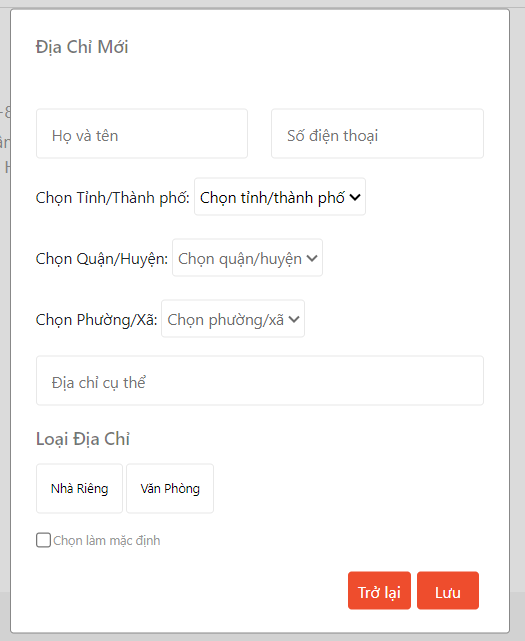 Địa Chỉ Mới
Họ và tên Số điện thoại
Chọn Tỉnh/Thành phố: Chọn tỉnh/thành phố
Chọn Quận/Huyện: Chọn quận/huyện
Chọn Phường/Xã: Chọn phường/xã
Địa chỉ cụ thể
Loại Địa Chỉ
Nhà Riêng Văn Phòng
Chọn làm mặc định
Trở lại Lưu